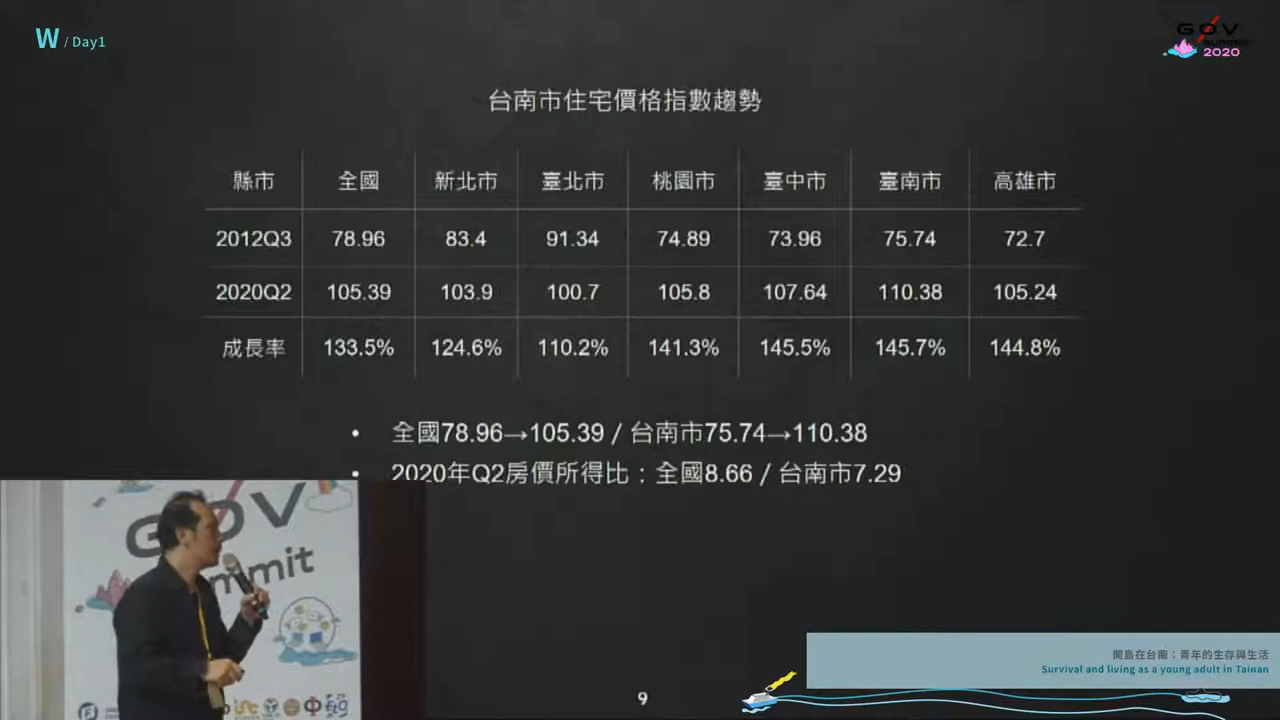 W / Day1
G0V
summit
2020
台南市住宅價格指數趨勢
縣市 全國 新北市 臺北市 桃園市 臺中市 臺南市 高雄市
2012Q3 78.96 83.4 91.34 74.89 73.96 75.74 72.7
2020Q2 105.39 103.9 100.7 105.8 107.64 110.38 105.24
成長率 133.5% 124.6% 110.2% 141.3% 145.5% 145.7% 144.8%
• 全國78.96→105.39 / 台南市75.74→110.38
• 2020年Q2房價所得比：全國8.66 / 台南市7.29
G0V
summit
開島在台南：青年的生存與生活
Survival and living as a young adult in Tainan
9